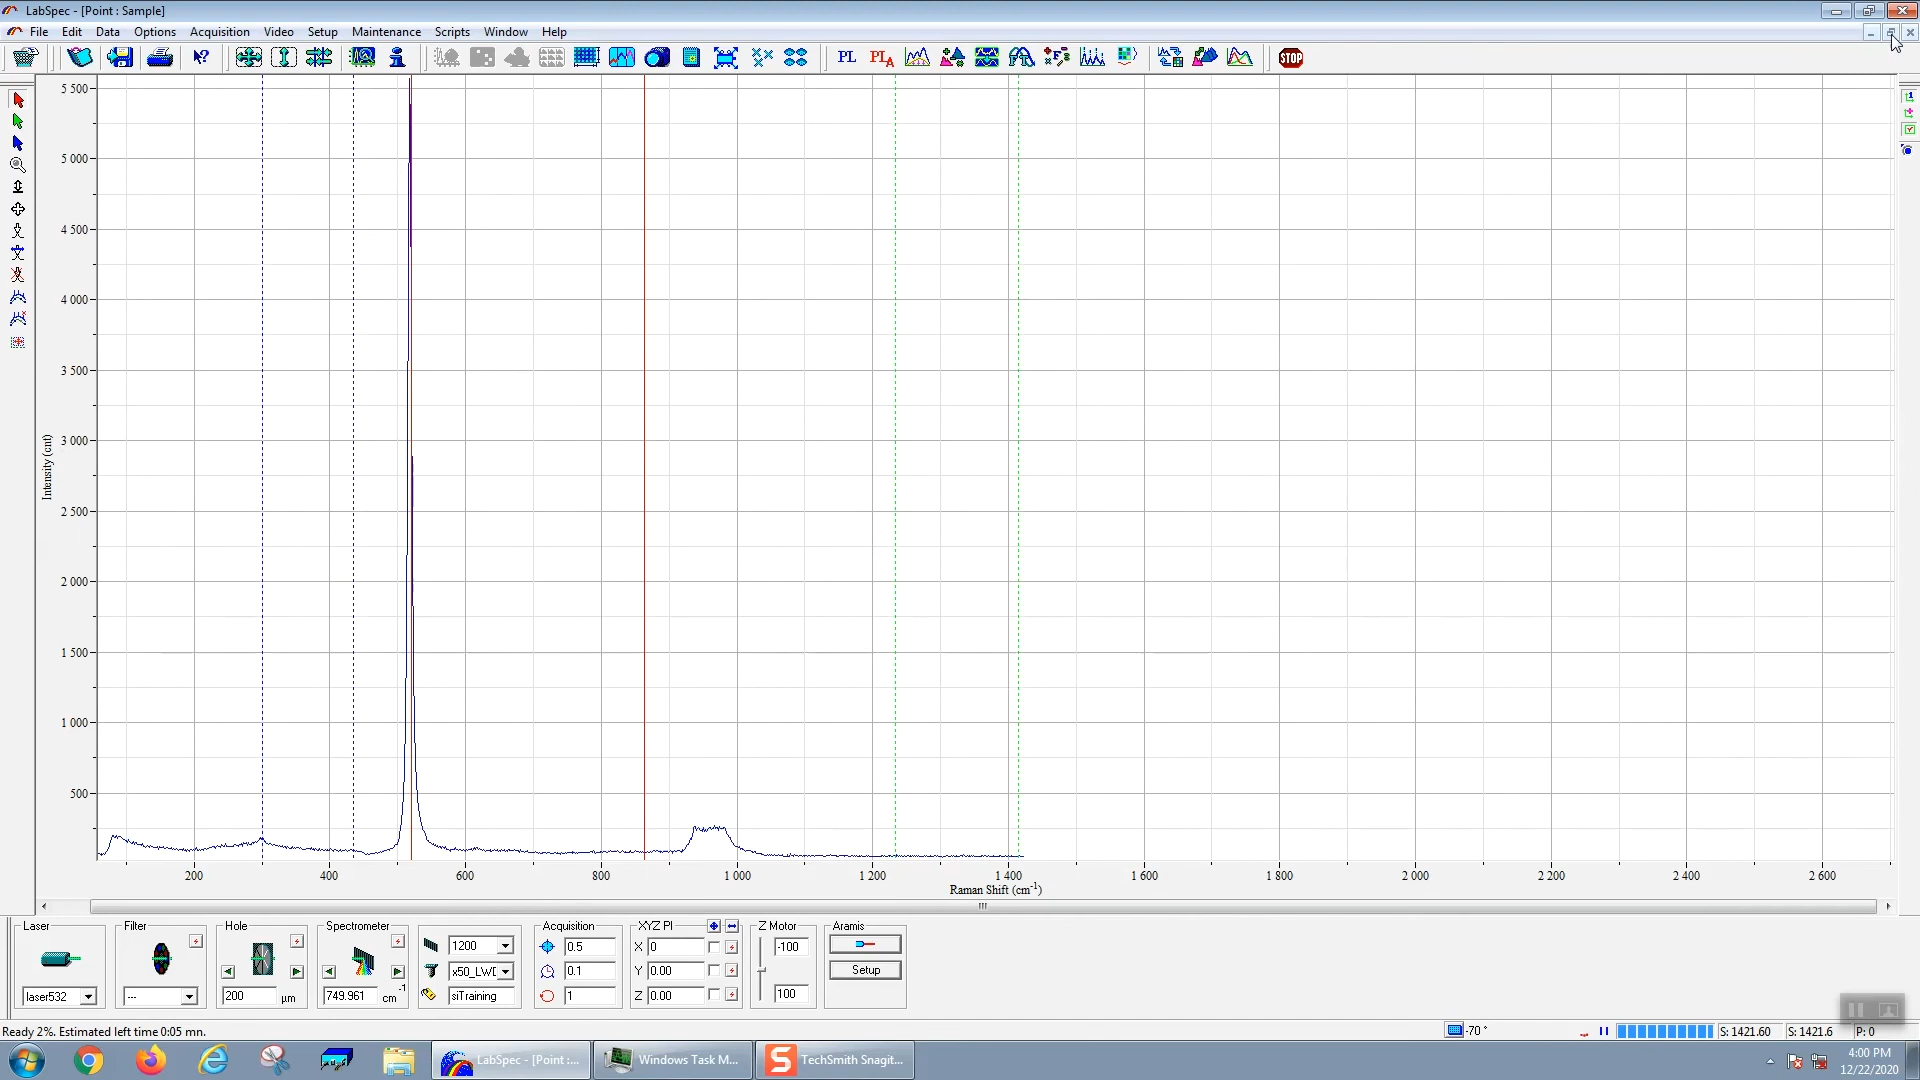 LabSpec - [Point : Sample]
File Edit Data Options Acquisition Video Setup Maintenance Scripts Window Help
PL PLA STOP
5 500
5 000
4 500
4 000
3 500
3 000
Intensity (cnt)
2 500
2 000
1 500
1 000
500
200 400 600 800 1 000 1 200 1 400 1 600 1 800 2 000 2 200 2 400 2 600
Raman Shift (cm-1)
Laser Filter Hole Spectrometer Acquisition XYZ PI Z Motor Aramis
1200 0.5 X 0 -100
x50_LWD 0.1 Y 0.00 Setup
laser532 --- 200 µm 749.961 cm-1 siTraining 1 Z 0.00 100
Ready 2%. Estimated left time 0:05 mn. -70 ° S: 1421.60 S: 1421.6 P: 0
LabSpec - [Point :... Windows Task M... TechSmith Snagit...
4:00 PM
12/22/2020